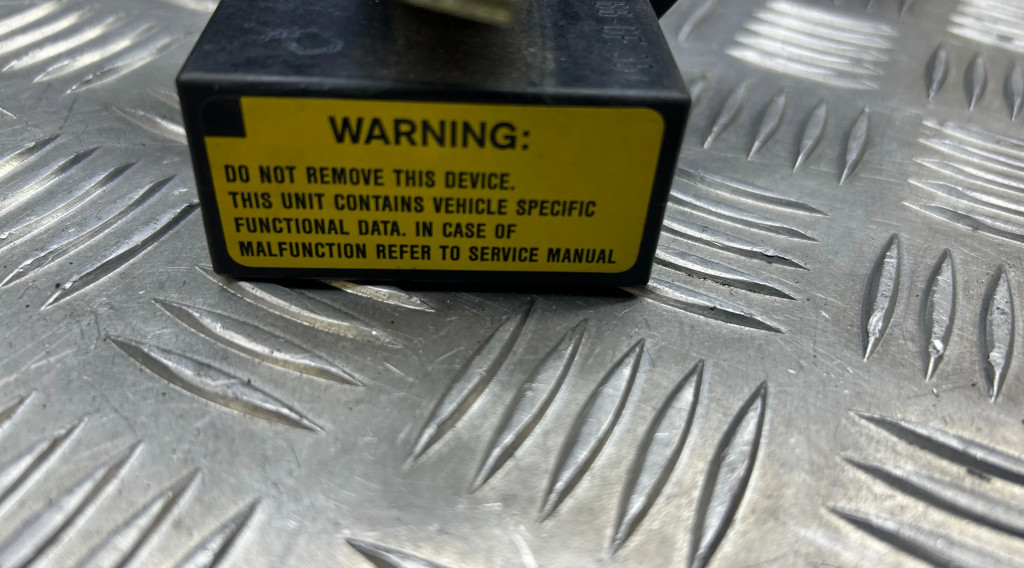 WARNING:
DO NOT REMOVE THIS DEVICE.
THIS UNIT CONTAINS VEHICLE SPECIFIC
FUNCTIONAL DATA. IN CASE OF
MALFUNCTION REFER TO SERVICE MANUAL